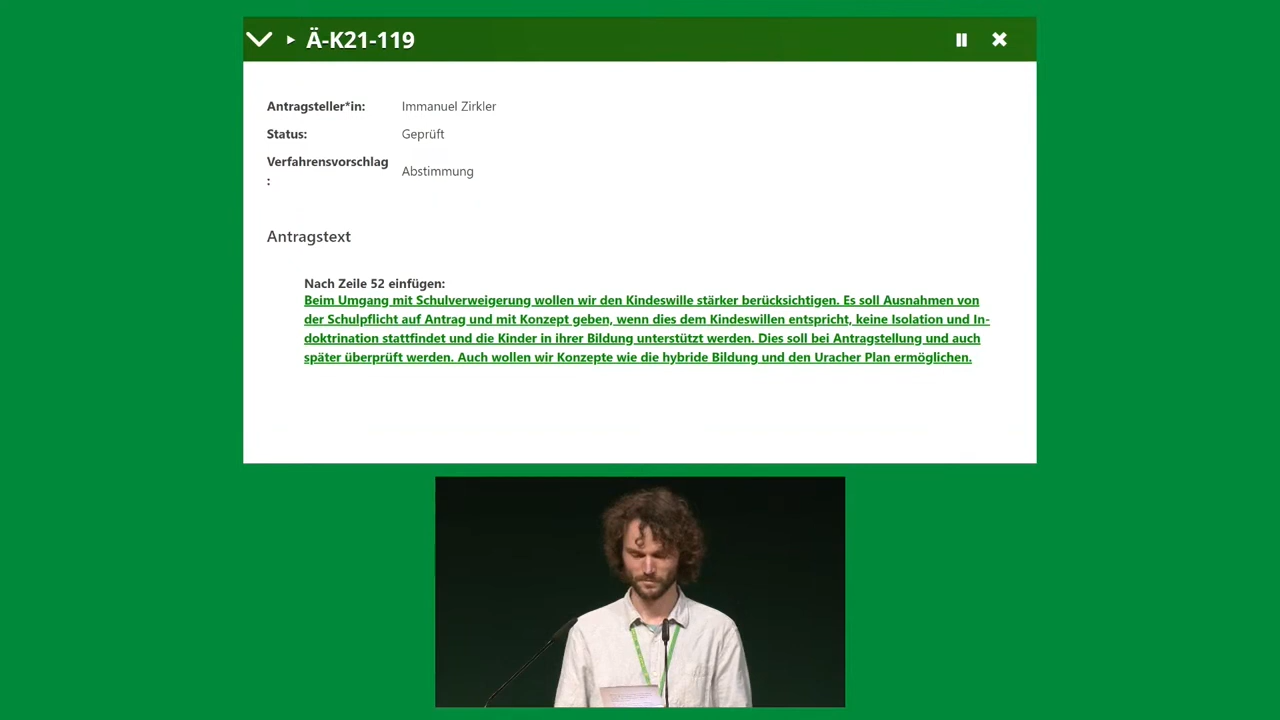 Ä-K21-119
Antragsteller*in: Immanuel Zirkler
Status: Geprüft
Verfahrensvorschlag
: Abstimmung
Antragstext
Nach Zeile 52 einfügen:
Beim Umgang mit Schulverweigerung wollen wir den Kindeswille stärker berücksichtigen. Es soll Ausnahmen von
der Schulpflicht auf Antrag und mit Konzept geben, wenn dies dem Kindeswillen entspricht, keine Isolation und In-
doktrination stattfindet und die Kinder in ihrer Bildung unterstützt werden. Dies soll bei Antragstellung und auch
später überprüft werden. Auch wollen wir Konzepte wie die hybride Bildung und den Uracher Plan ermöglichen.